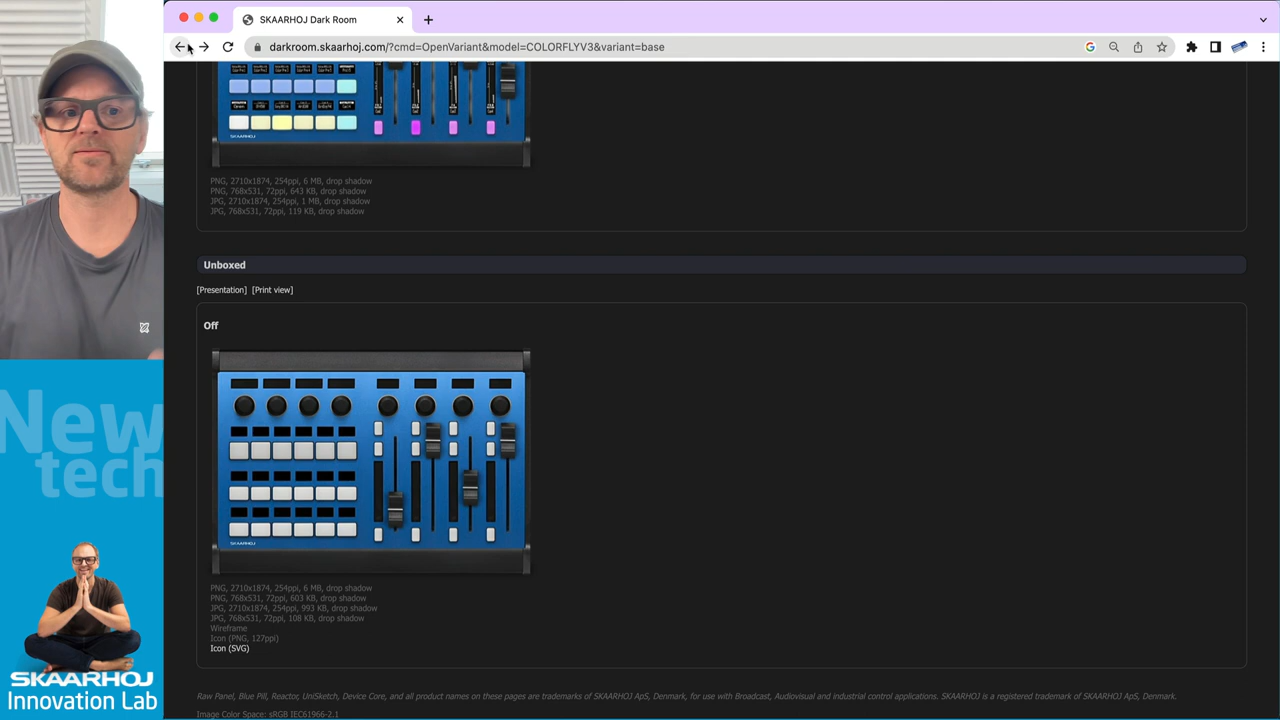 SKAARHOJ Dark Room
darkroom.skaarhoj.com/?cmd=OpenVariant&model=COLORFLYV3&variant=base
SKAARHOJ
PNG, 2710x1874, 254ppi, 6 MB, drop shadow
PNG, 768x531, 72ppi, 643 KB, drop shadow
JPG, 2710x1874, 254ppi, 1 MB, drop shadow
JPG, 768x531, 72ppi, 119 KB, drop shadow
Unboxed
[Presentation] [Print view]
Off
SKAARHOJ
PNG, 2710x1874, 254ppi, 6 MB, drop shadow
PNG, 768x531, 72ppi, 603 KB, drop shadow
JPG, 2710x1874, 254ppi, 993 KB, drop shadow
JPG, 768x531, 72ppi, 108 KB, drop shadow
Wireframe
Icon (PNG, 127ppi)
Icon (SVG)
Raw Panel, Blue Pill, Reactor, UniSketch, Device Core, and all product names on these pages are trademarks of SKAARHOJ ApS, Denmark, for use with Broadcast, Audiovisual and industrial control applications. SKAARHOJ is a registered trademark of SKAARHOJ ApS, Denmark.
Image Color Space: sRGB IEC61966-2.1
New
tech
SKAARHOJ
Innovation Lab